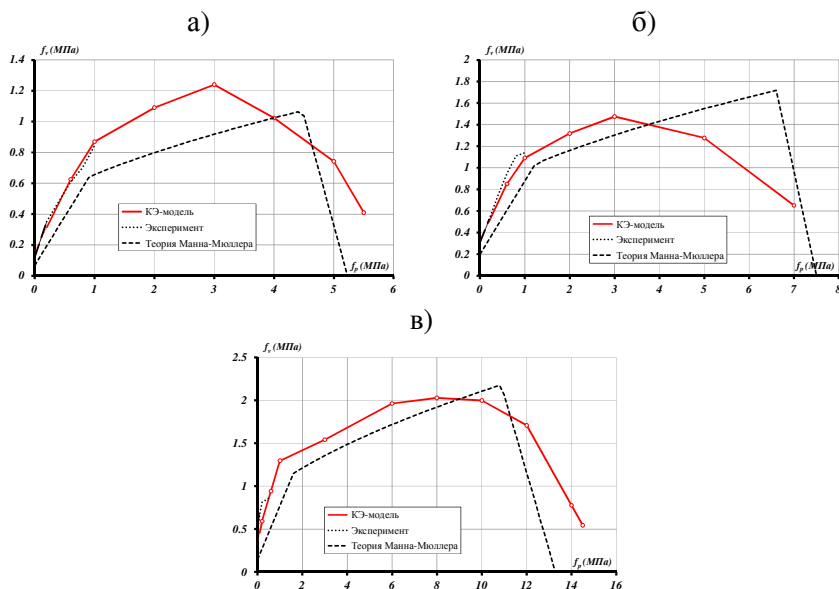 а)
f_v (МПа)
1.4
1.2
1
0.8
0.6
0.4
0.2
0
0 1 2 3 4 5 6
f_p (МПа)
КЭ-модель
Эксперимент
Теория Манна-Мюллера
б)
f_v (МПа)
2
1.8
1.6
1.4
1.2
1
0.8
0.6
0.4
0.2
0
0 1 2 3 4 5 6 7 8
f_p (МПа)
КЭ-модель
Эксперимент
Теория Манна-Мюллера
в)
f_v (МПа)
2.5
2
1.5
1
0.5
0
0 2 4 6 8 10 12 14 16
f_p (МПа)
КЭ-модель
Эксперимент
Теория Манна-Мюллера